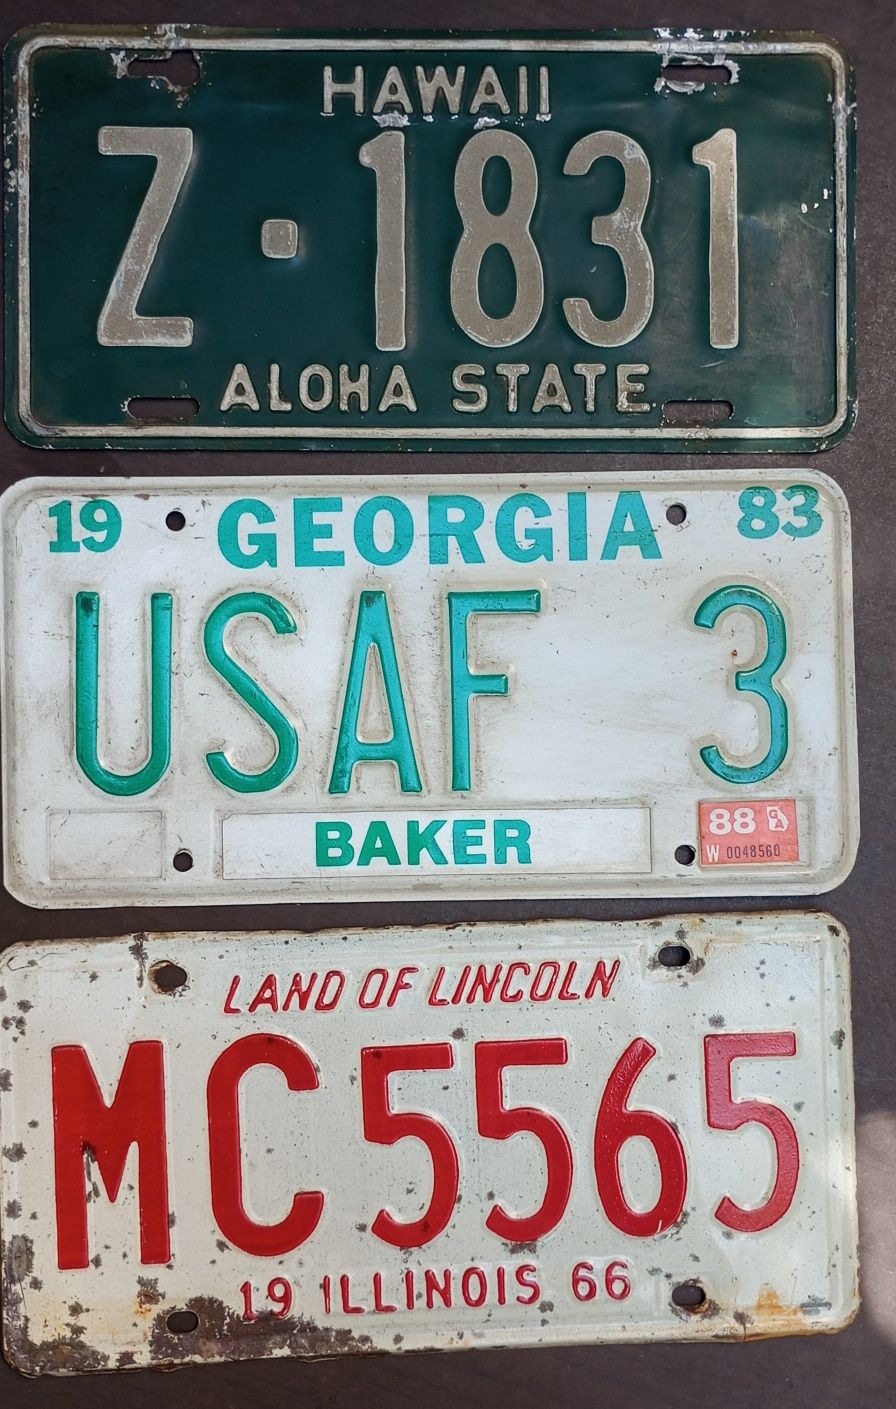 HAWAII
Z·1831
ALOHA STATE
19 GEORGIA 83
USAF 3
BAKER
88 GA
W 0048560
LAND OF LINCOLN
MC5565
19 ILLINOIS 66